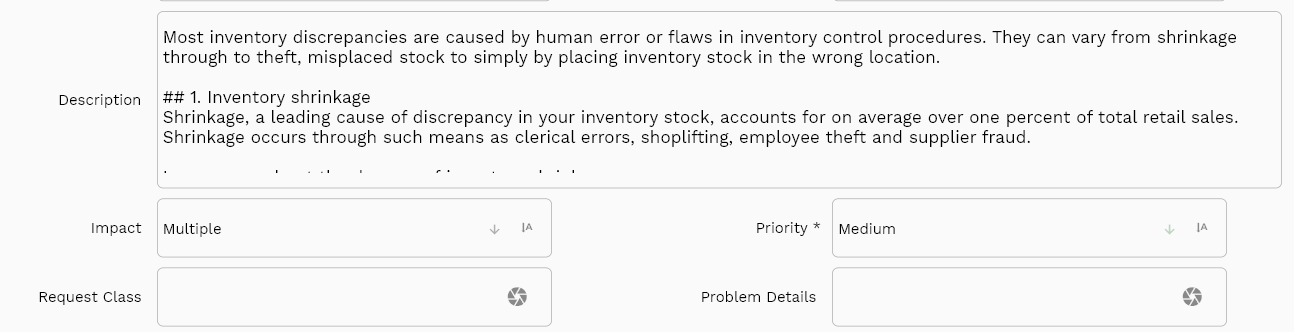 Most inventory discrepancies are caused by human error or flaws in inventory control procedures. They can vary from shrinkage
through to theft, misplaced stock to simply by placing inventory stock in the wrong location.
Description
## 1. Inventory shrinkage
Shrinkage, a leading cause of discrepancy in your inventory stock, accounts for on average over one percent of total retail sales.
Shrinkage occurs through such means as clerical errors, shoplifting, employee theft and supplier fraud.
Impact Multiple Priority * Medium
Request Class Problem Details